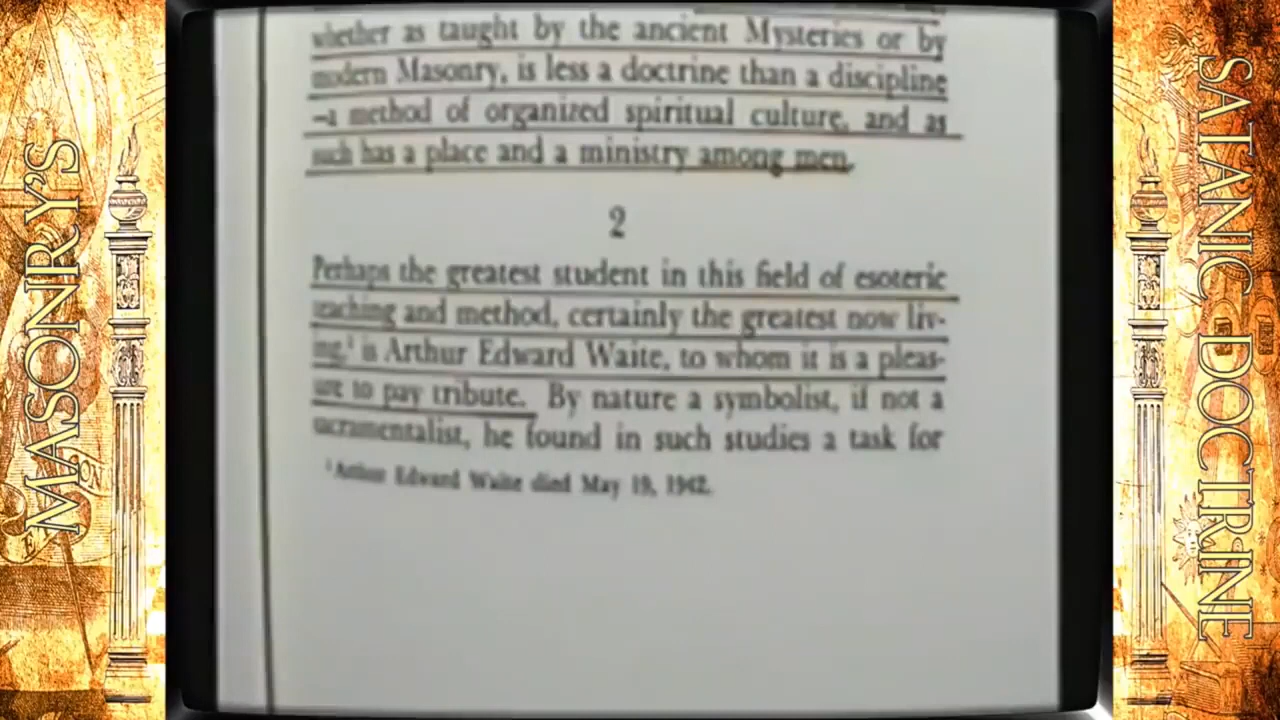 MASONRY'S
whether as taught by the ancient Mysteries or by
modern Masonry, is less a doctrine than a discipline
—a method of organized spiritual culture, and as
such has a place and a ministry among men.
2
Perhaps the greatest student in this field of esoteric
teaching and method, certainly the greatest now liv-
ing,¹ is Arthur Edward Waite, to whom it is a pleas-
ure to pay tribute. By nature a symbolist, if not a
sacramentalist, he found in such studies a task for
¹ Arthur Edward Waite died May 19, 1942.
SATANIC DOCTRINE